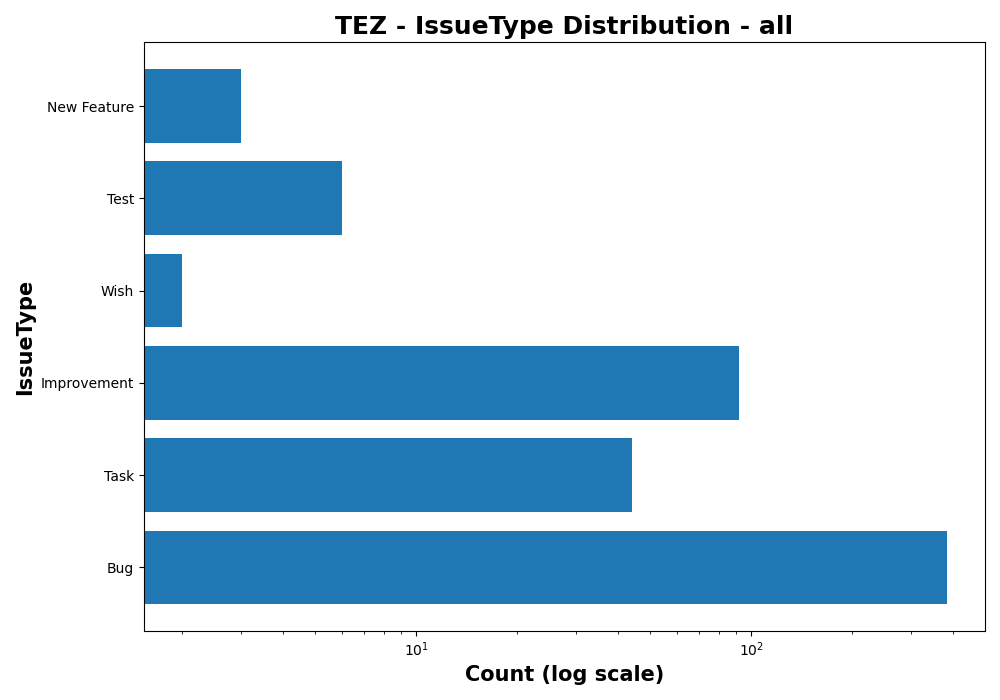 TEZ - IssueType Distribution - all
IssueType
New Feature
Test
Wish
Improvement
Task
Bug
10¹
10²
Count (log scale)